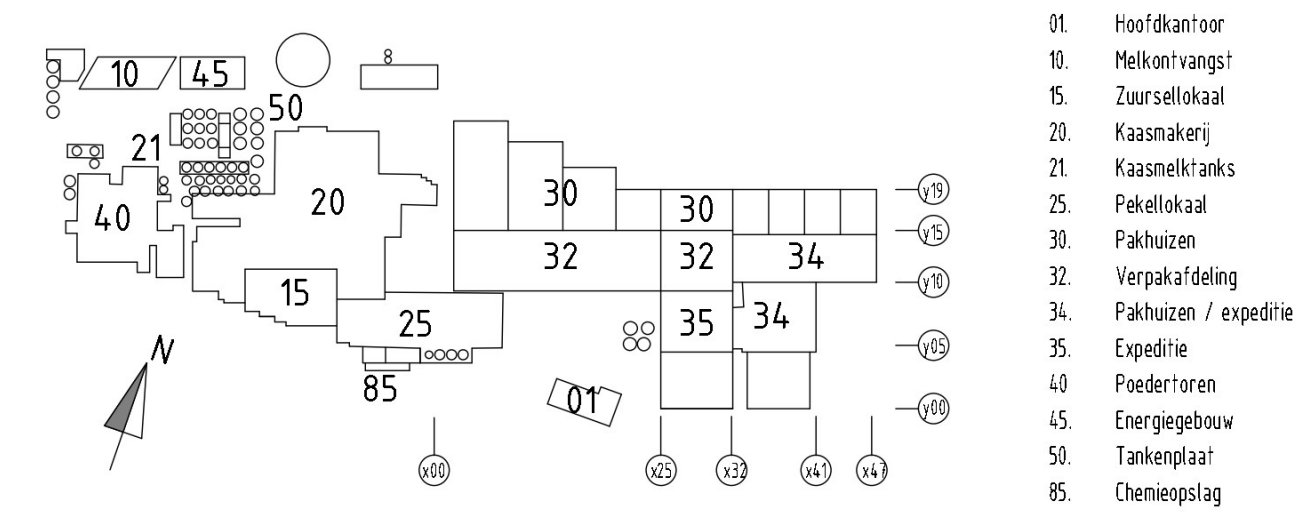 10
45
50
21
40
20
15
25
85
30
30
32
32
34
35
34
01
N
y19
y15
y10
y05
y00
x00
x25
x32
x41
x47
01. Hoofdkantoor
10. Melkontvangst
15. Zuursellokaal
20. Kaasmakerij
21. Kaasmelktanks
25. Pekellokaal
30. Pakhuizen
32. Verpakafdeling
34. Pakhuizen / expeditie
35. Expeditie
40 Poedertoren
45. Energiegebouw
50. Tankenplaat
85. Chemieopslag